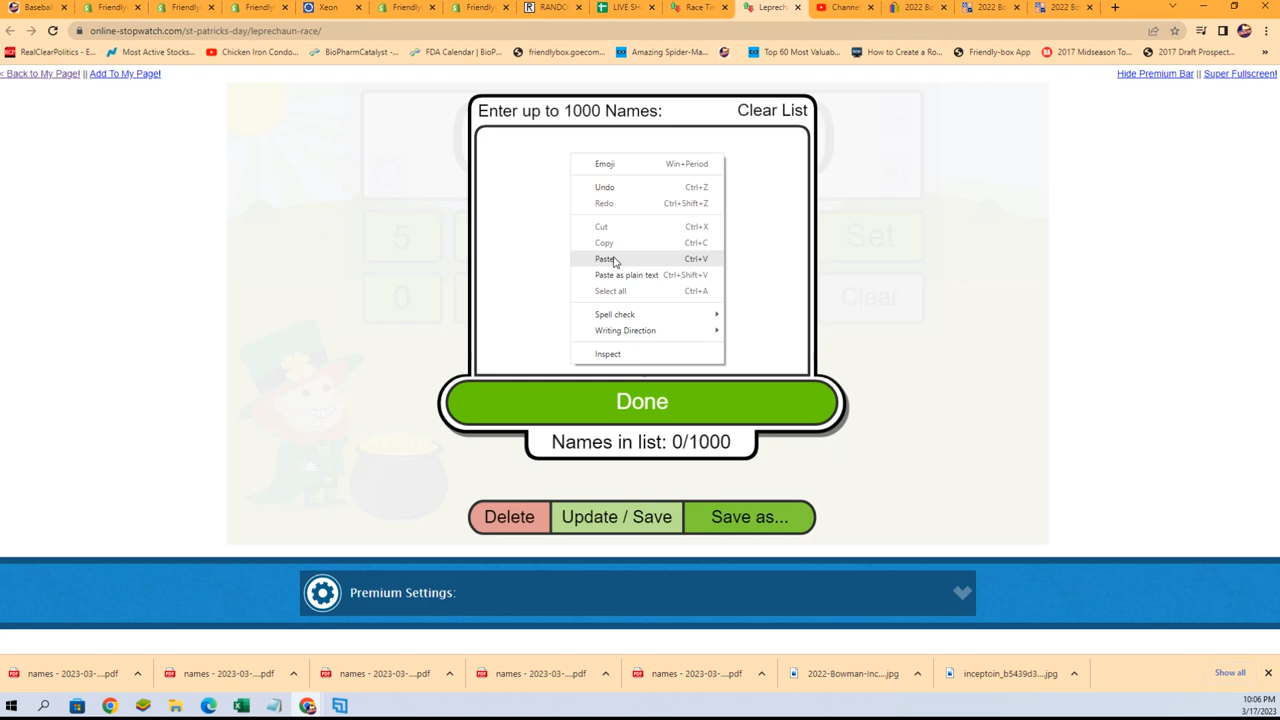 Baseba
Friendly
Friendly
Friendly
Xeon
Friendly
Friendly
RANDO
LIVE SH
Race Tim
Leprech
Channel
2022 Bo
2022 Bo
2022 Bo
online-stopwatch.com/st-patricks-day/leprechaun-race/
RealClearPolitics - E...
Most Active Stocks...
Chicken Iron Condo...
BioPharmCatalyst -...
FDA Calendar | BioP...
friendlybox.goecom...
Amazing Spider-Ma...
Top 60 Most Valuab...
How to Create a Ro...
Friendly-box App
2017 Midseason To...
2017 Draft Prospect...
< Back to My Page! || Add To My Page!
Hide Premium Bar || Super Fullscreen!
Enter up to 1000 Names:
Clear List
Emoji Win+Period
Undo Ctrl+Z
Redo Ctrl+Shift+Z
Cut Ctrl+X
Copy Ctrl+C
Paste Ctrl+V
Paste as plain text Ctrl+Shift+V
Select all Ctrl+A
Spell check
Writing Direction
Inspect
5
Set
0
Clear
Done
Names in list: 0/1000
Delete
Update / Save
Save as...
Premium Settings:
names - 2023-03-....pdf
names - 2023-03-....pdf
names - 2023-03-....pdf
names - 2023-03-....pdf
names - 2023-03-....pdf
2022-Bowman-Inc....jpg
inceptoin_b5439d3....jpg
Show all
10:06 PM
3/17/2023